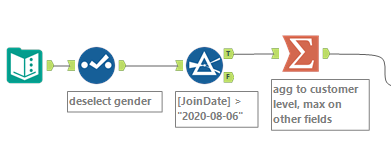 T
F
deselect gender
[JoinDate] >
"2020-08-06"
agg to customer
level, max on
other fields